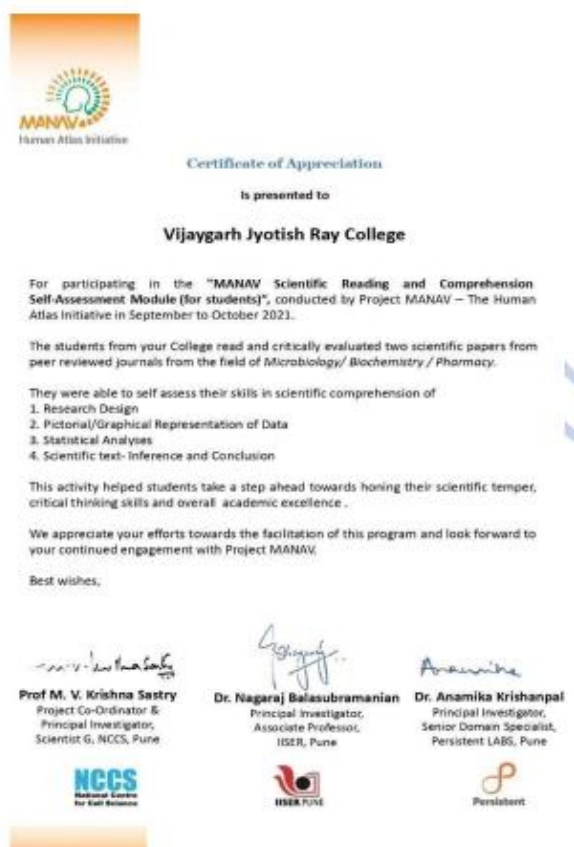 MANAV
Human Atlas Initiative
Certificate of Appreciation
Is presented to
Vijaygarh Jyotish Ray College
For participating in the "MANAV Scientific Reading and Comprehension
Self-Assessment Module (for students)", conducted by Project MANAV – The Human
Atlas Initiative in September to October 2021.
The students from your College read and critically evaluated two scientific papers from
peer reviewed journals from the field of Microbiology/ Biochemistry / Pharmacy.
They were able to self assess their skills in scientific comprehension of
1. Research Design
2. Pictorial/Graphical Representation of Data
3. Statistical Analyses
4. Scientific text- Inference and Conclusion
This activity helped students take a step ahead towards honing their scientific temper,
critical thinking skills and overall academic excellence .
We appreciate your efforts towards the facilitation of this program and look forward to
your continued engagement with Project MANAV.
Best wishes,
Anamika
Prof M. V. Krishna Sastry
Project Co-Ordinator &
Principal Investigator,
Scientist G, NCCS, Pune
Dr. Nagaraj Balasubramanian
Principal Investigator,
Associate Professor,
IISER, Pune
Dr. Anamika Krishanpal
Principal Investigator,
Senior Domain Specialist,
Persistent LABS, Pune
NCCS
National Centre
for Cell Science
IISER PUNE
Persistent